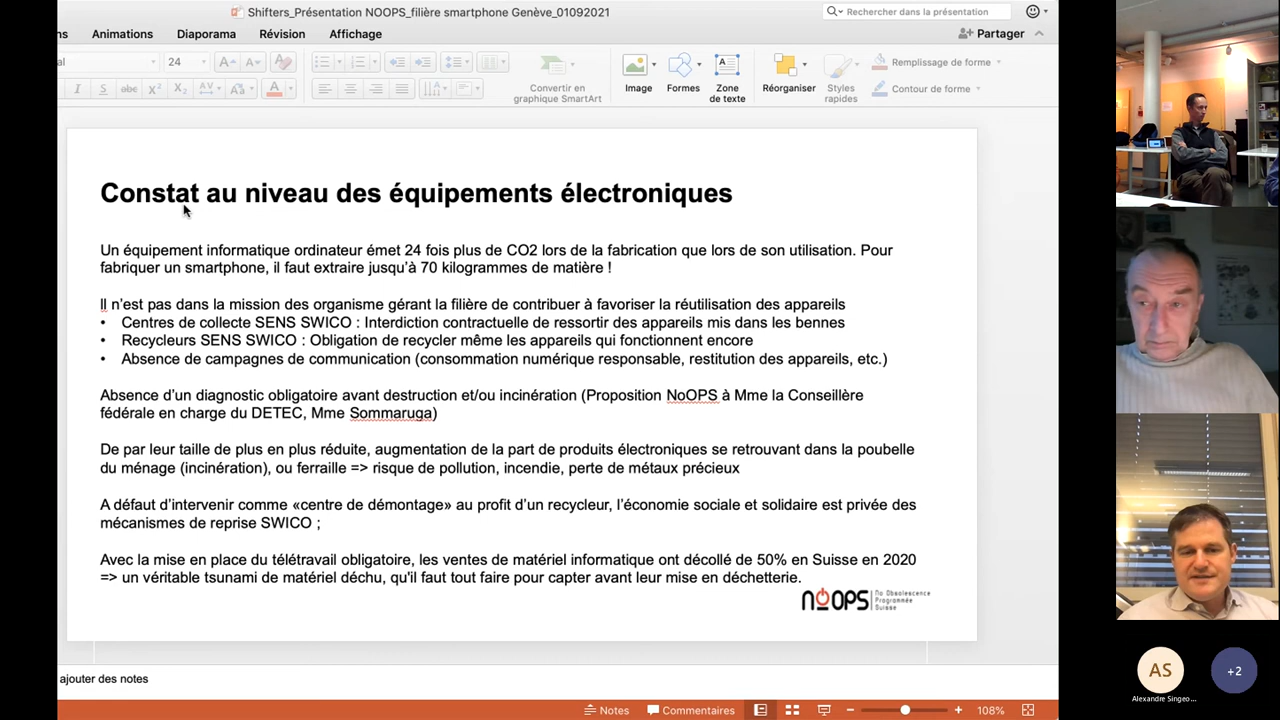 Shifters_Présentation NOOPS_filière smartphone Genève_01092021
Rechercher dans la présentation
ns Animations Diaporama Révision Affichage
Partager
al 24
Convertir en
graphique SmartArt
Image
Formes
Zone
de texte
Réorganiser
Styles
rapides
Remplissage de forme
Contour de forme
Constat au niveau des équipements électroniques
Un équipement informatique ordinateur émet 24 fois plus de CO2 lors de la fabrication que lors de son utilisation. Pour
fabriquer un smartphone, il faut extraire jusqu'à 70 kilogrammes de matière !
Il n'est pas dans la mission des organisme gérant la filière de contribuer à favoriser la réutilisation des appareils
• Centres de collecte SENS SWICO : Interdiction contractuelle de ressortir des appareils mis dans les bennes
• Recycleurs SENS SWICO : Obligation de recycler même les appareils qui fonctionnent encore
• Absence de campagnes de communication (consommation numérique responsable, restitution des appareils, etc.)
Absence d'un diagnostic obligatoire avant destruction et/ou incinération (Proposition NoOPS à Mme la Conseillère
fédérale en charge du DETEC, Mme Sommaruga)
De par leur taille de plus en plus réduite, augmentation de la part de produits électroniques se retrouvant dans la poubelle
du ménage (incinération), ou ferraille => risque de pollution, incendie, perte de métaux précieux
A défaut d'intervenir comme «centre de démontage» au profit d'un recycleur, l'économie sociale et solidaire est privée des
mécanismes de reprise SWICO ;
Avec la mise en place du télétravail obligatoire, les ventes de matériel informatique ont décollé de 50% en Suisse en 2020
=> un véritable tsunami de matériel déchu, qu'il faut tout faire pour capter avant leur mise en déchetterie.
NOOPS
No Obsolescence
Programmée
Suisse
ajouter des notes
Notes
Commentaires
108%
AS
+2
Alexandre Singeo...